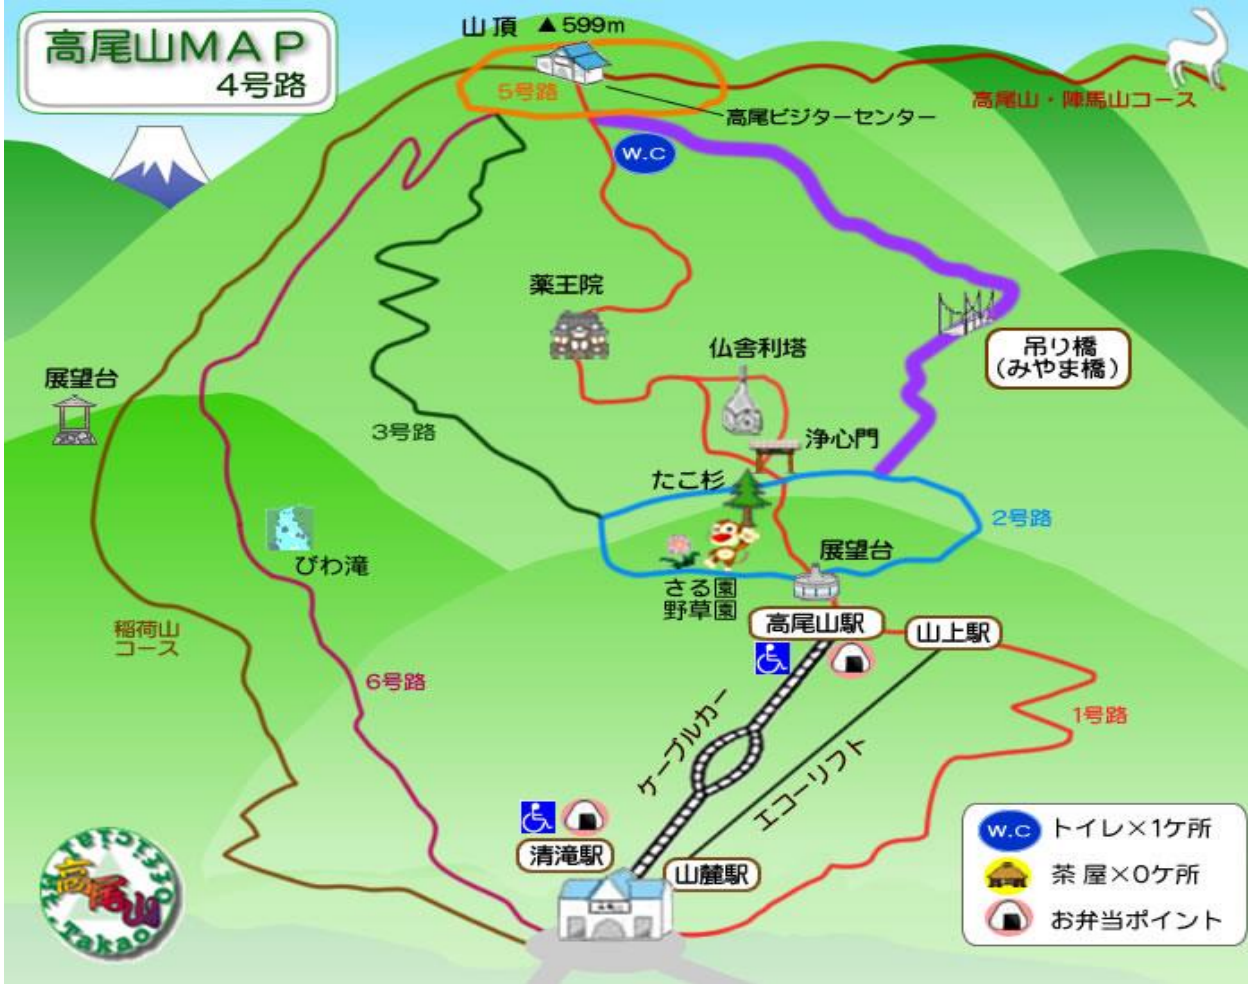 高尾山MAP
4号路
山頂 ▲599m
5号路
高尾ビジターセンター
高尾山・陣馬山コース
W.C
薬王院
仏舎利塔
吊り橋
(みやま橋)
展望台
3号路
浄心門
たこ杉
2号路
展望台
びわ滝
さる園
野草園
稲荷山
コース
高尾山駅
山上駅
6号路
1号路
ケーブルカー
エコーリフト
清滝駅
山麓駅
高尾山
Official
Mt.Takao
W.C トイレ×1ケ所
茶屋×0ケ所
お弁当ポイント